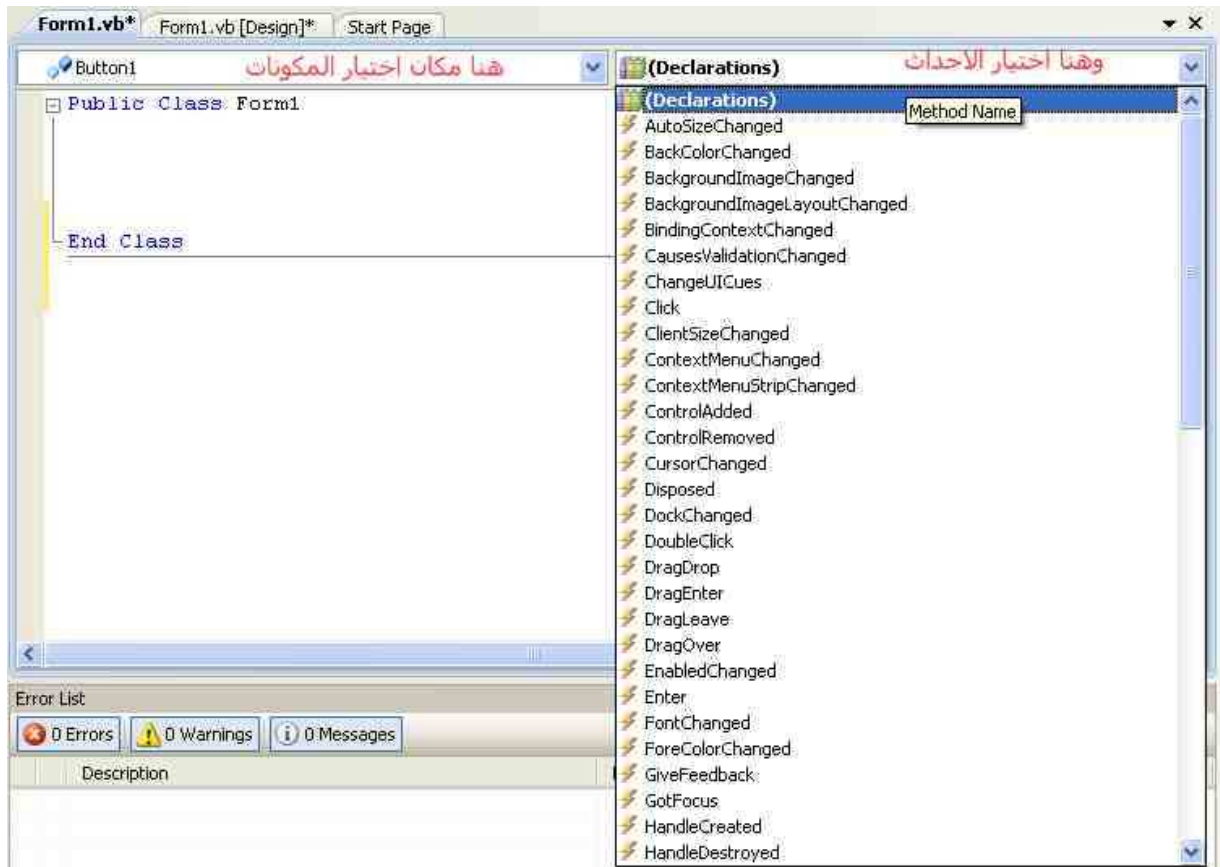 Form1.vb* Form1.vb [Design]* Start Page
Button1 هنا مكان اختيار المكونات (Declarations) وهنا اختيار الاحداث
Public Class Form1
End Class
(Declarations)
Method Name
AutoSizeChanged
BackColorChanged
BackgroundImageChanged
BackgroundImageLayoutChanged
BindingContextChanged
CausesValidationChanged
ChangeUICues
Click
ClientSizeChanged
ContextMenuChanged
ContextMenuStripChanged
ControlAdded
ControlRemoved
CursorChanged
Disposed
DockChanged
DoubleClick
DragDrop
DragEnter
DragLeave
DragOver
EnabledChanged
Enter
FontChanged
ForeColorChanged
GiveFeedback
GotFocus
HandleCreated
HandleDestroyed
Error List
0 Errors 0 Warnings 0 Messages
Description